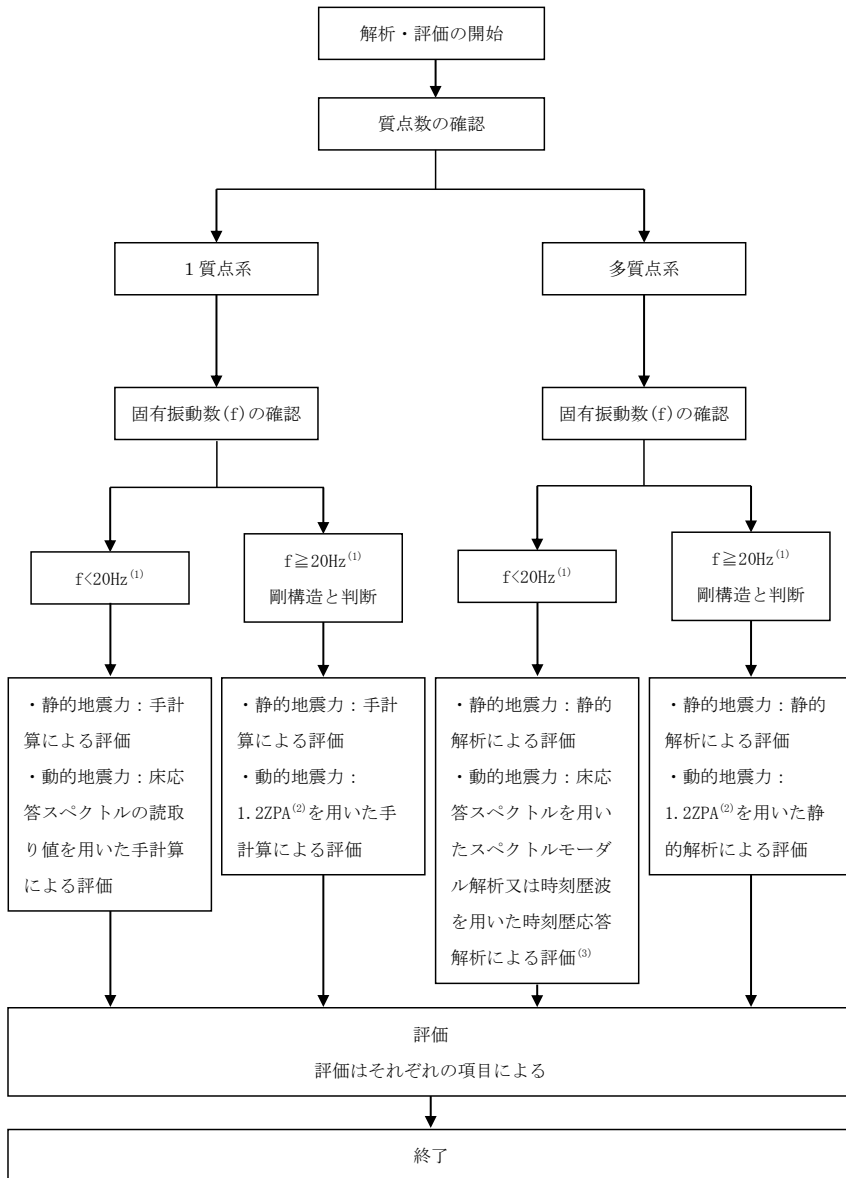 解析・評価の開始
質点数の確認
1質点系
多質点系
固有振動数(f)の確認
固有振動数(f)の確認
f<20Hz(1)
f≧20Hz(1)
剛構造と判断
f<20Hz(1)
f≧20Hz(1)
剛構造と判断
・静的地震力：手計
算による評価
・動的地震力：床応
答スペクトルの読取
り値を用いた手計算
による評価
・静的地震力：手計
算による評価
・動的地震力：
1.2ZPA(2)を用いた手
計算による評価
・静的地震力：静的
解析による評価
・動的地震力：床応
答スペクトルを用い
たスペクトルモーダ
ル解析又は時刻歴波
を用いた時刻歴応答
解析による評価(3)
・静的地震力：静的
解析による評価
・動的地震力：
1.2ZPA(2)を用いた静
的解析による評価
評価
評価はそれぞれの項目による
終了